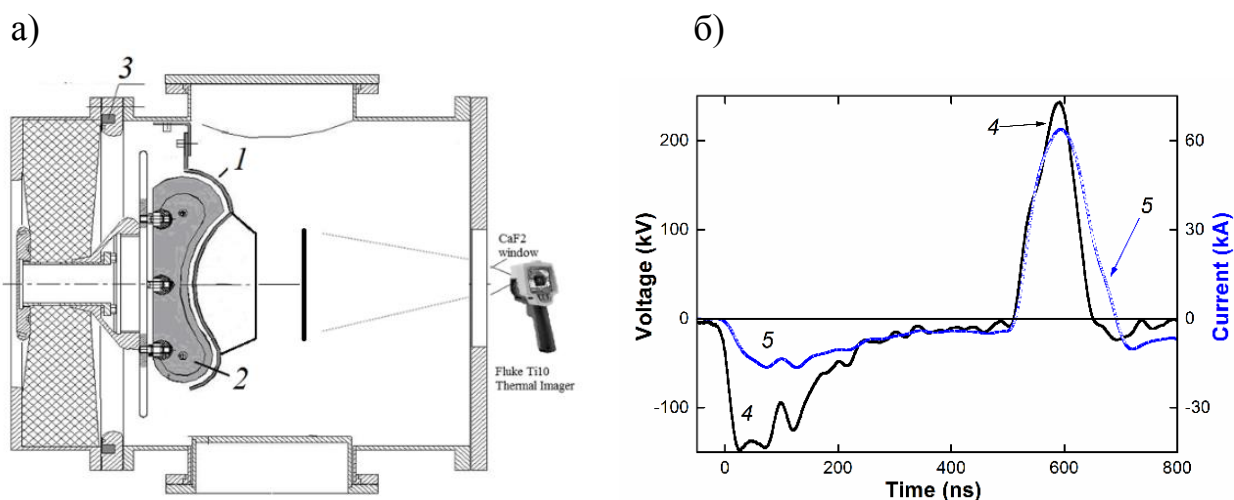 а)
б)
3
1
2
CaF2
window
Fluke Ti10
Thermal Imager
Voltage (kV)
200
100
0
-100
4
5
5
4
60
30
0
-30
Current (kA)
0
200
400
600
800
Time (ns)